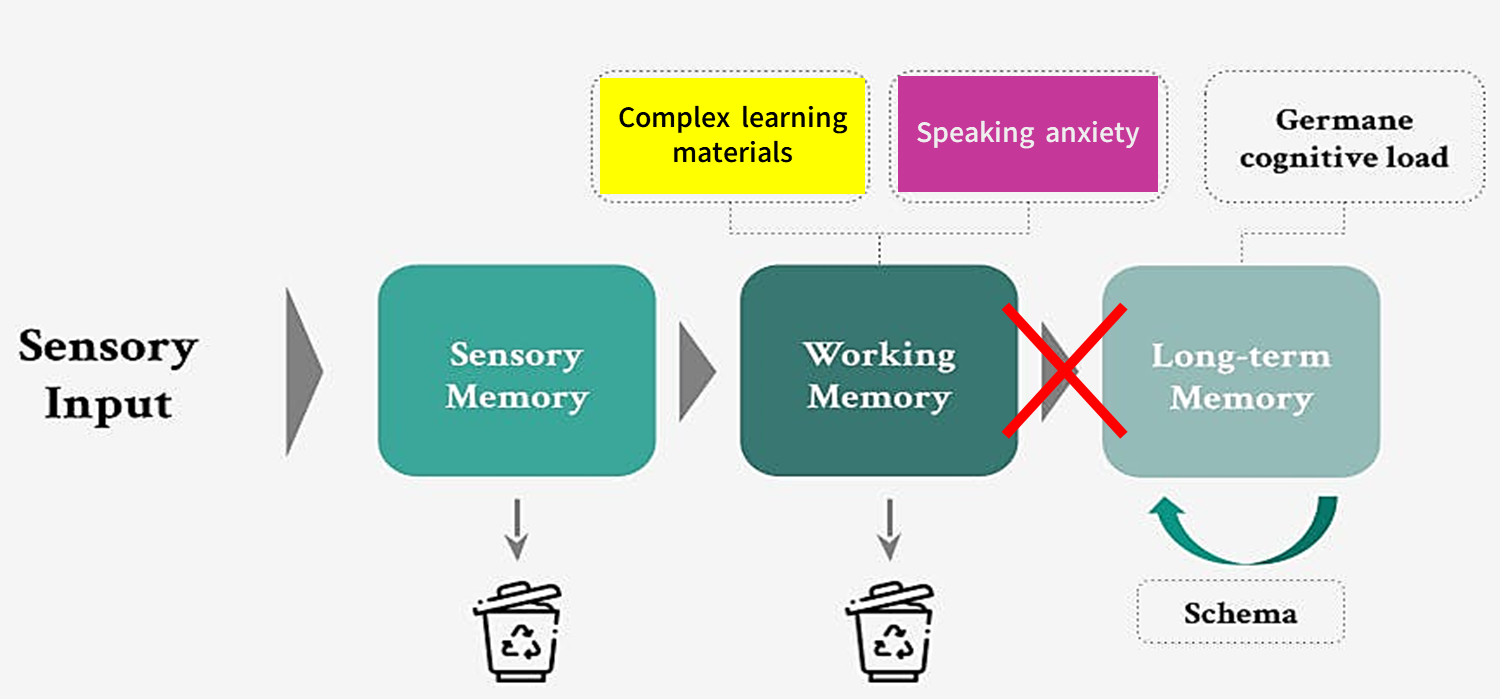 Complex learning
materials
Speaking anxiety
Germane
cognitive load
Sensory
Input
Sensory
Memory
Working
Memory
Long-term
Memory
Schema